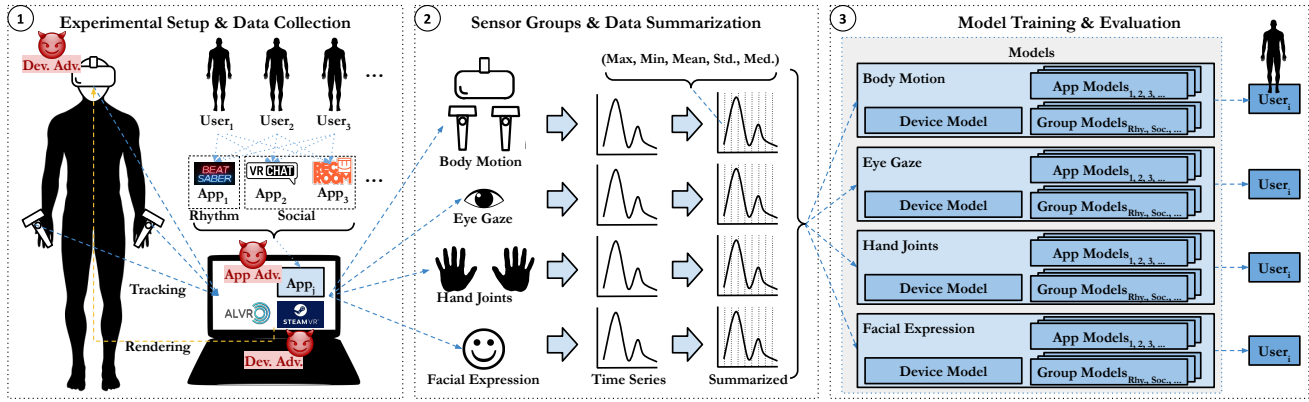 1 Experimental Setup & Data Collection
Dev. Adv.
User1 User2 User3 ...
BEAT SABER
VRCHAT
REC ROOM
App1 App2 App3 ...
Rhythm Social
App Adv.
Appj
Tracking
ALVR
STEAMVR
Rendering
Dev. Adv.
2 Sensor Groups & Data Summarization
(Max, Min, Mean, Std., Med.)
Body Motion
Eye Gaze
Hand Joints
Facial Expression
Time Series
Summarized
3 Model Training & Evaluation
Models
Body Motion
App Models1, 2, 3, ...
Device Model
Group ModelsRhy., Soc., ...
Useri
Eye Gaze
App Models1, 2, 3, ...
Device Model
Group ModelsRhy., Soc., ...
Useri
Hand Joints
App Models1, 2, 3, ...
Device Model
Group ModelsRhy., Soc., ...
Useri
Facial Expression
App Models1, 2, 3, ...
Device Model
Group ModelsRhy., Soc., ...
Useri